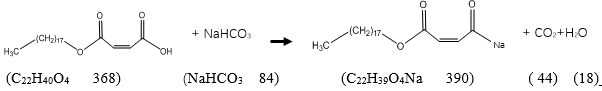 O O O O
(CH₂)₁₇ + NaHCO₃ (CH₂)₁₇ + CO₂+H₂O
H₃C O OH H₃C O Na
(C₂₂H₄₀O₄ 368) (NaHCO₃ 84) (C₂₂H₃₉O₄Na 390) ( 44) (18)